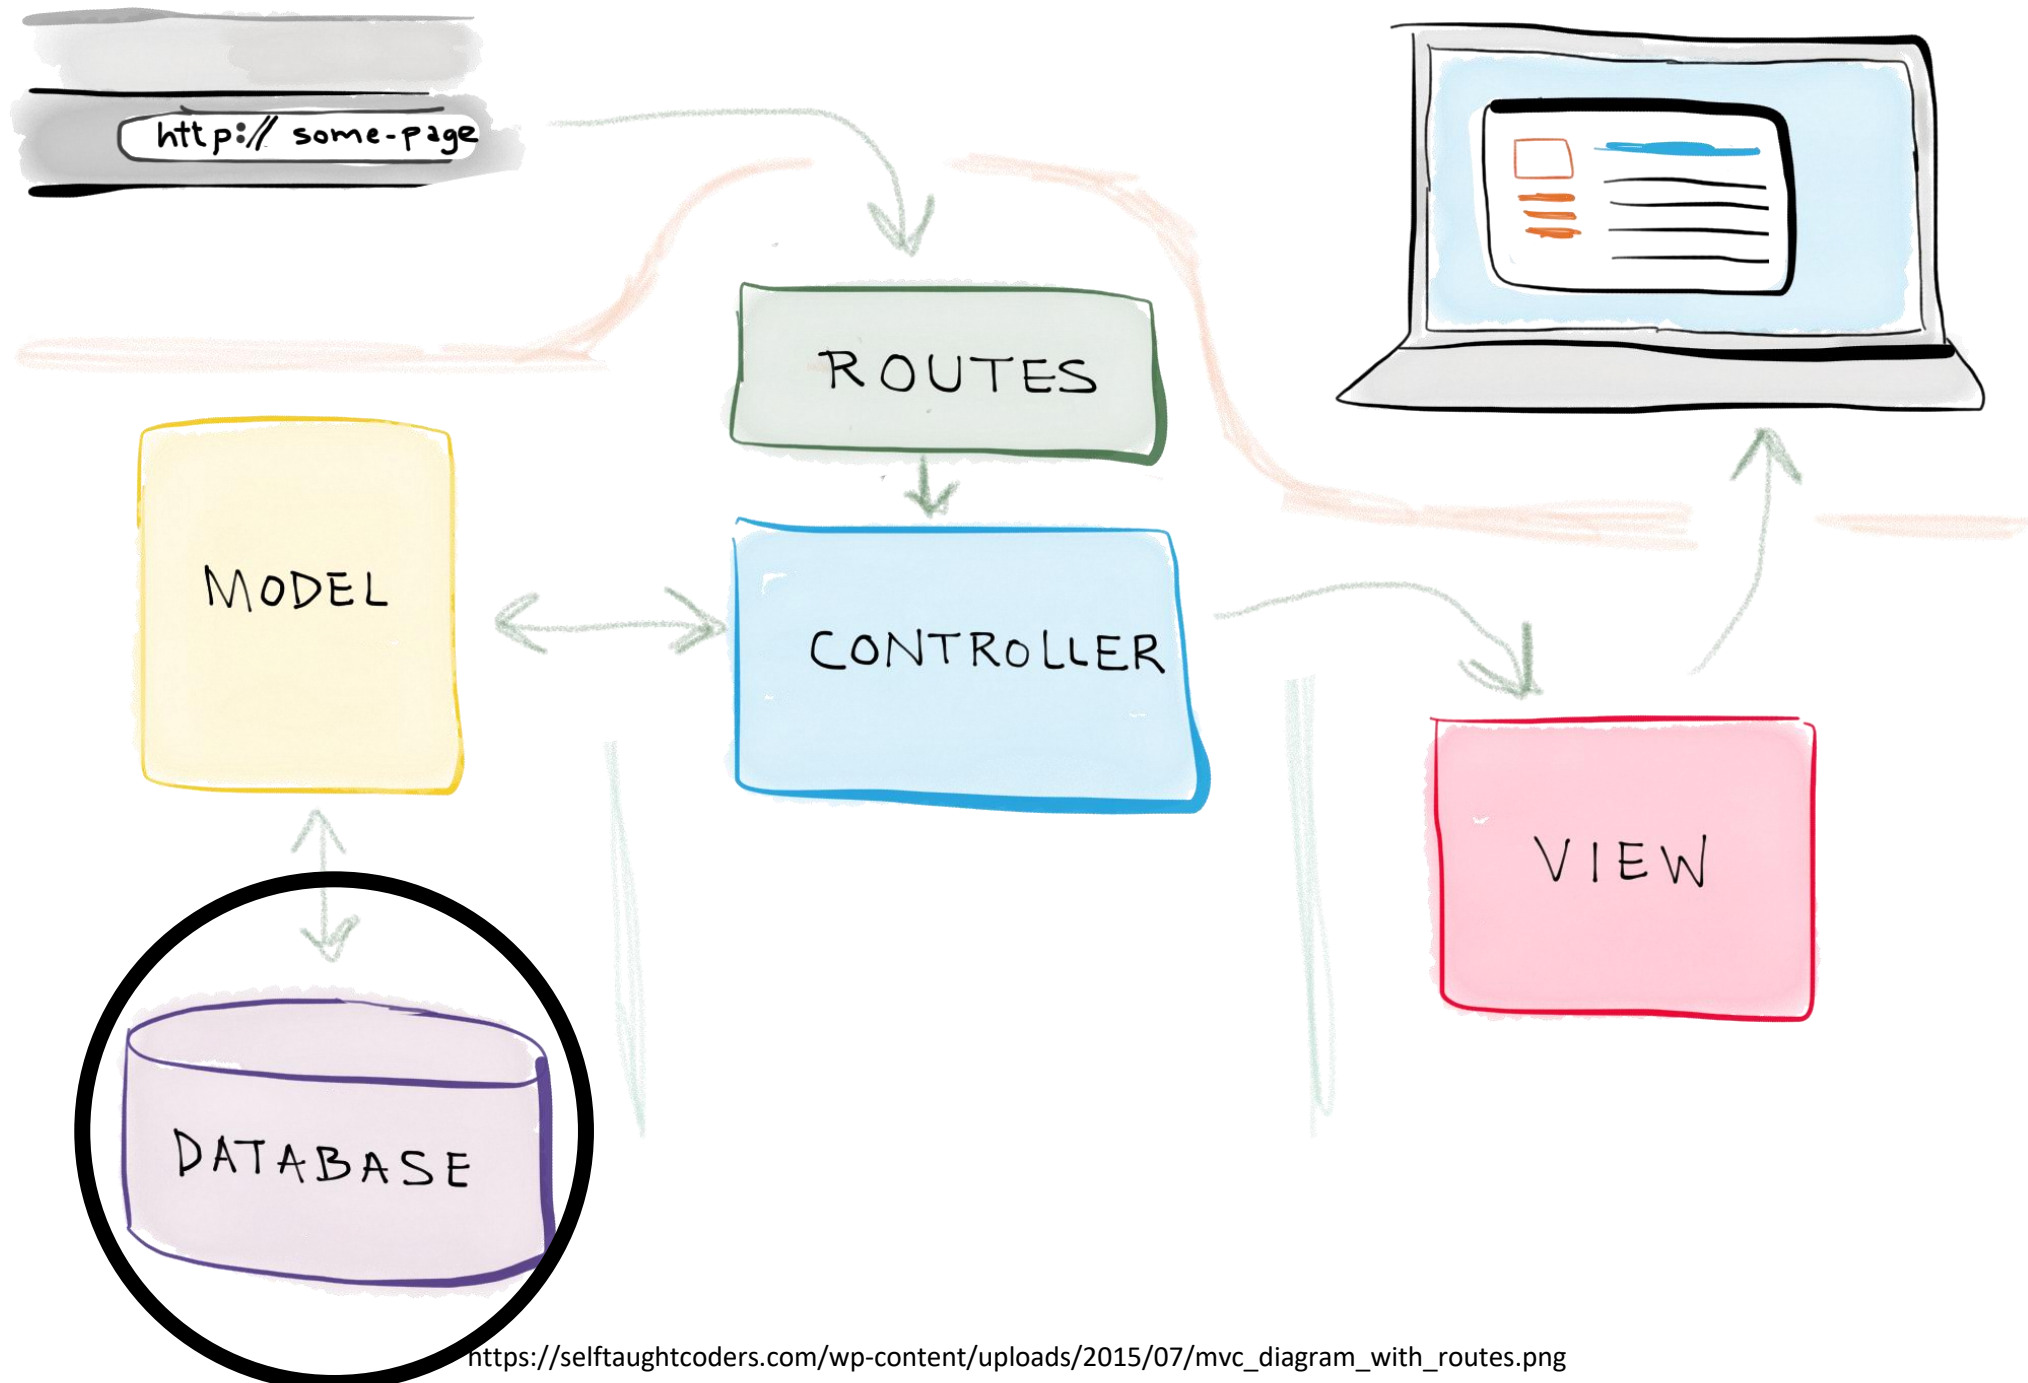 http:// some-page
ROUTES
MODEL
CONTROLLER
VIEW
DATABASE
https://selftaughtcoders.com/wp-content/uploads/2015/07/mvc_diagram_with_routes.png